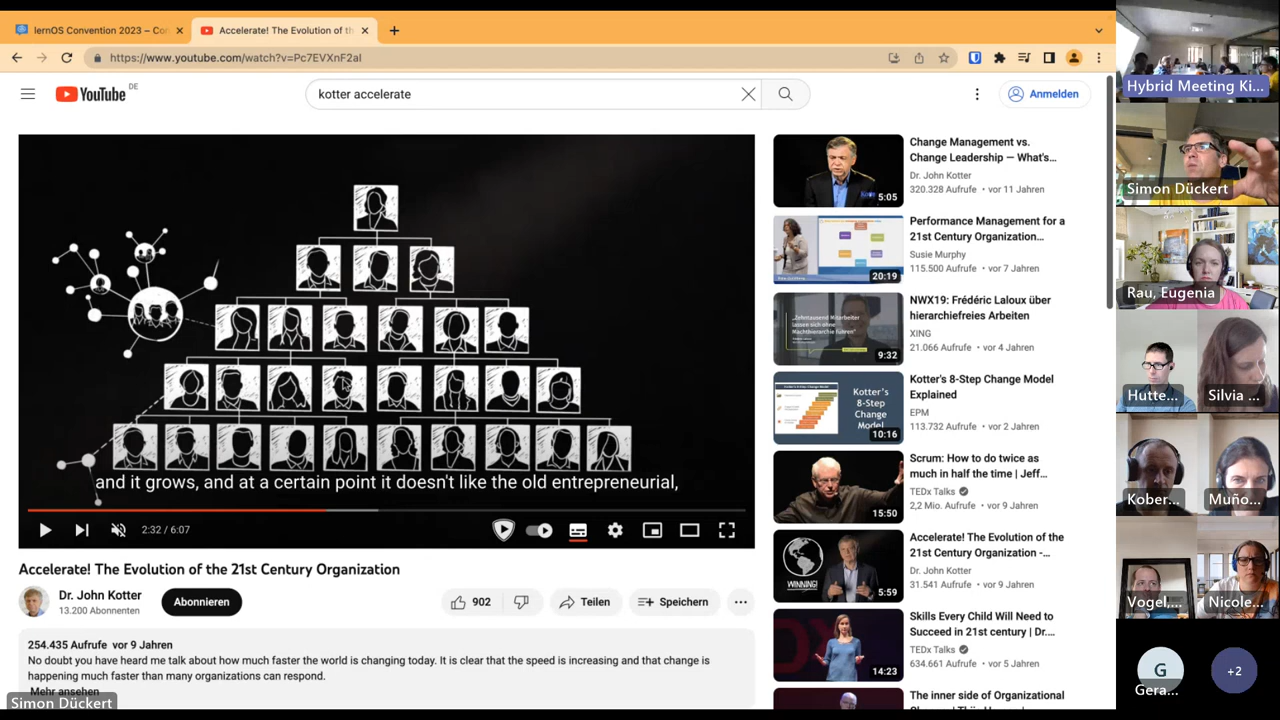 lernOS Convention 2023 – Co
Accelerate! The Evolution of th
https://www.youtube.com/watch?v=Pc7EVXnF2aI
YouTube DE
kotter accelerate
Anmelden
and it grows, and at a certain point it doesn't like the old entrepreneurial,
2:32 / 6:07
Accelerate! The Evolution of the 21st Century Organization
Dr. John Kotter
13.200 Abonnenten
Abonnieren
902
Teilen
Speichern
254.435 Aufrufe vor 9 Jahren
No doubt you have heard me talk about how much faster the world is changing today. It is clear that the speed is increasing and that change is
happening much faster than many organizations can respond.
Mehr ansehen
Simon Dückert
5:05
Change Management vs.
Change Leadership — What's...
Dr. John Kotter
320.328 Aufrufe • vor 11 Jahren
20:19
Performance Management for a
21st Century Organization...
Susie Murphy
115.500 Aufrufe • vor 7 Jahren
„Zehntausend Mitarbeiter
9:32
NWX19: Frédéric Laloux über
hierarchiefreies Arbeiten
XING
21.066 Aufrufe • vor 4 Jahren
Kotter's
8-Step
Change
Model
10:16
Kotter's 8-Step Change Model
Explained
EPM
113.732 Aufrufe • vor 2 Jahren
15:50
Scrum: How to do twice as
much in half the time | Jeff...
TEDx Talks
2,2 Mio. Aufrufe • vor 9 Jahren
WINNING!
5:59
Accelerate! The Evolution of the
21st Century Organization -...
Dr. John Kotter
31.541 Aufrufe • vor 9 Jahren
14:23
Skills Every Child Will Need to
Succeed in 21st century | Dr....
TEDx Talks
634.661 Aufrufe • vor 5 Jahren
The inner side of Organizational
Hybrid Meeting Ki...
Simon Dückert
Rau, Eugenia
Hutte...
Silvia ...
Kober...
Muño...
Vogel,...
Nicole...
G
Gera...
+2